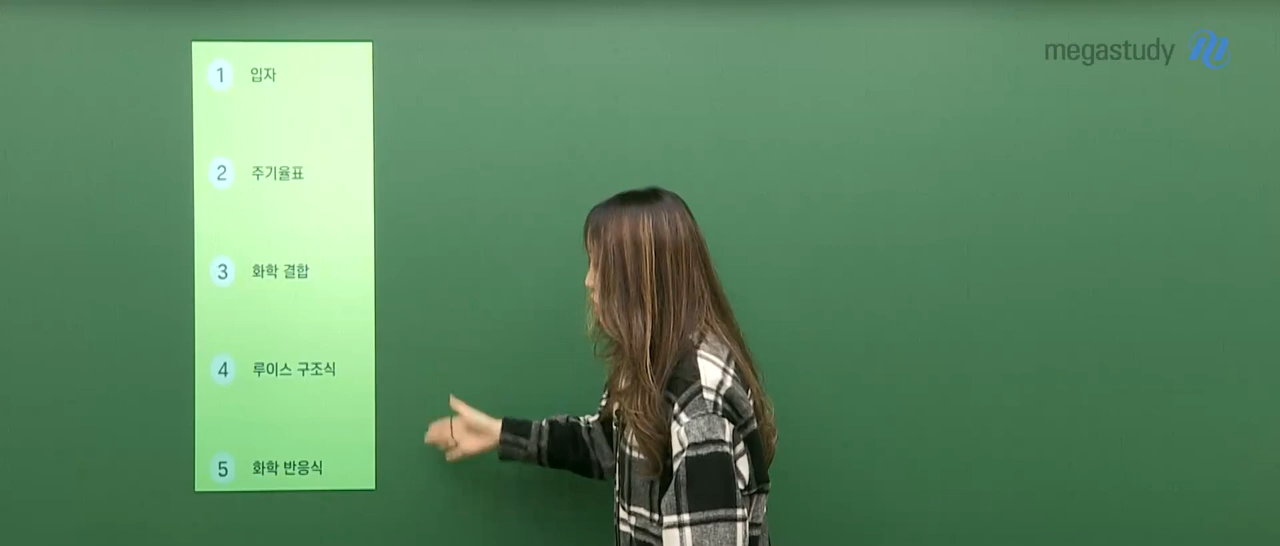 megastudy
1 입자
2 주기율표
3 화학 결합
4 루이스 구조식
5 화학 반응식